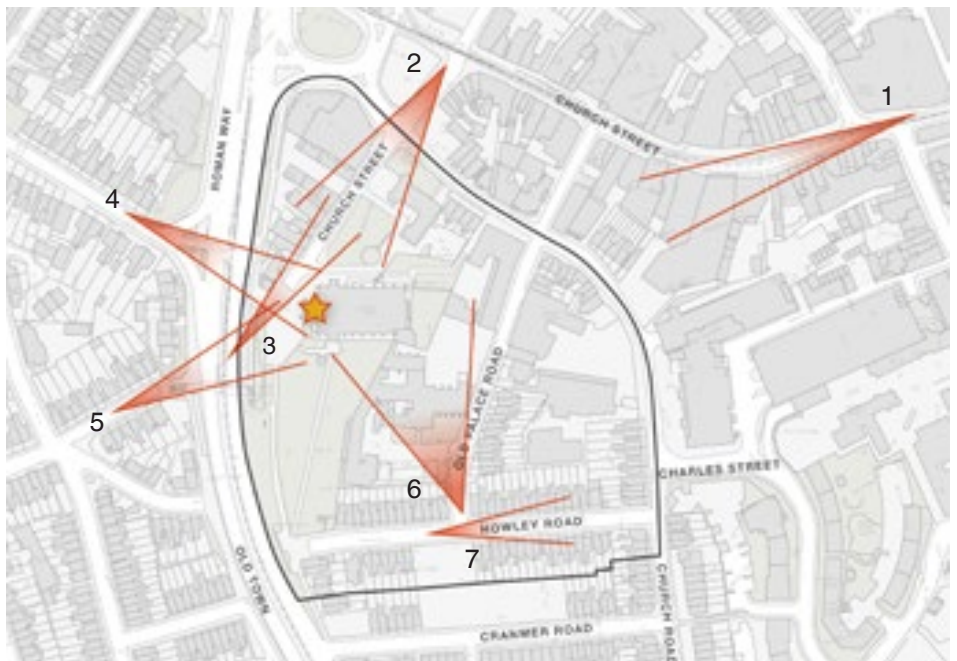 2
1
ROMAN WAY
CHURCH STREET
CHURCH STREET
4
3
5
OLD PALACE ROAD
CHARLES STREET
6
HOWLEY ROAD
7
OLD TOWN
CHURCH ROAD
CRANMER ROAD